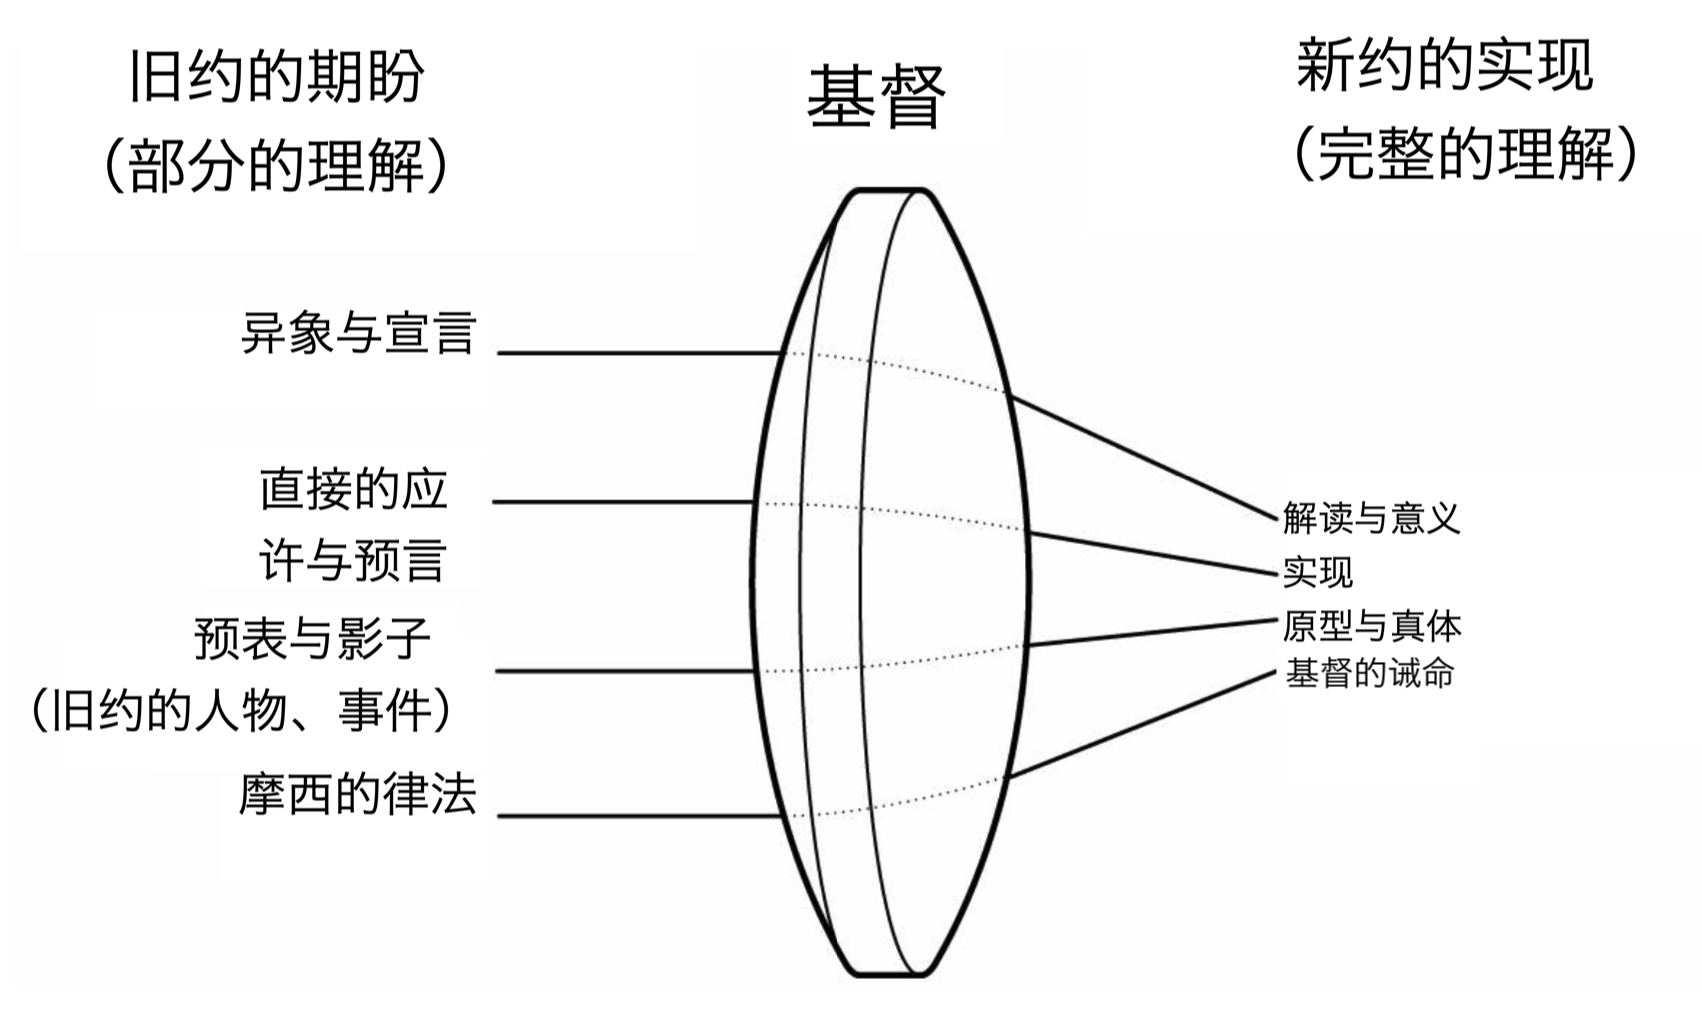 旧约的期盼
（部分的理解）
基督
新约的实现
（完整的理解）
异象与宣言
直接的应
许与预言
预表与影子
（旧约的人物、事件）
摩西的律法
解读与意义
实现
原型与真体
基督的诫命